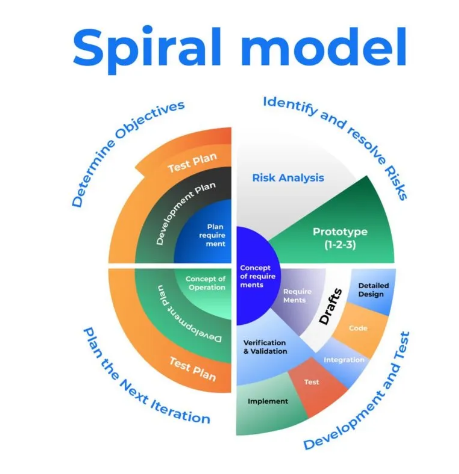 Spiral model
Determine Objectives
Identify and resolve Risks
Test Plan
Development Plan
Plan
require
ment
Risk Analysis
Prototype
(1-2-3)
Concept of
Operation
Development Plan
Test Plan
Concept
of require
ments
Require
Ments
Drafts
Detailed
Design
Code
Integration
Test
Implement
Verification
& Validation
Plan the Next Iteration
Development and Test